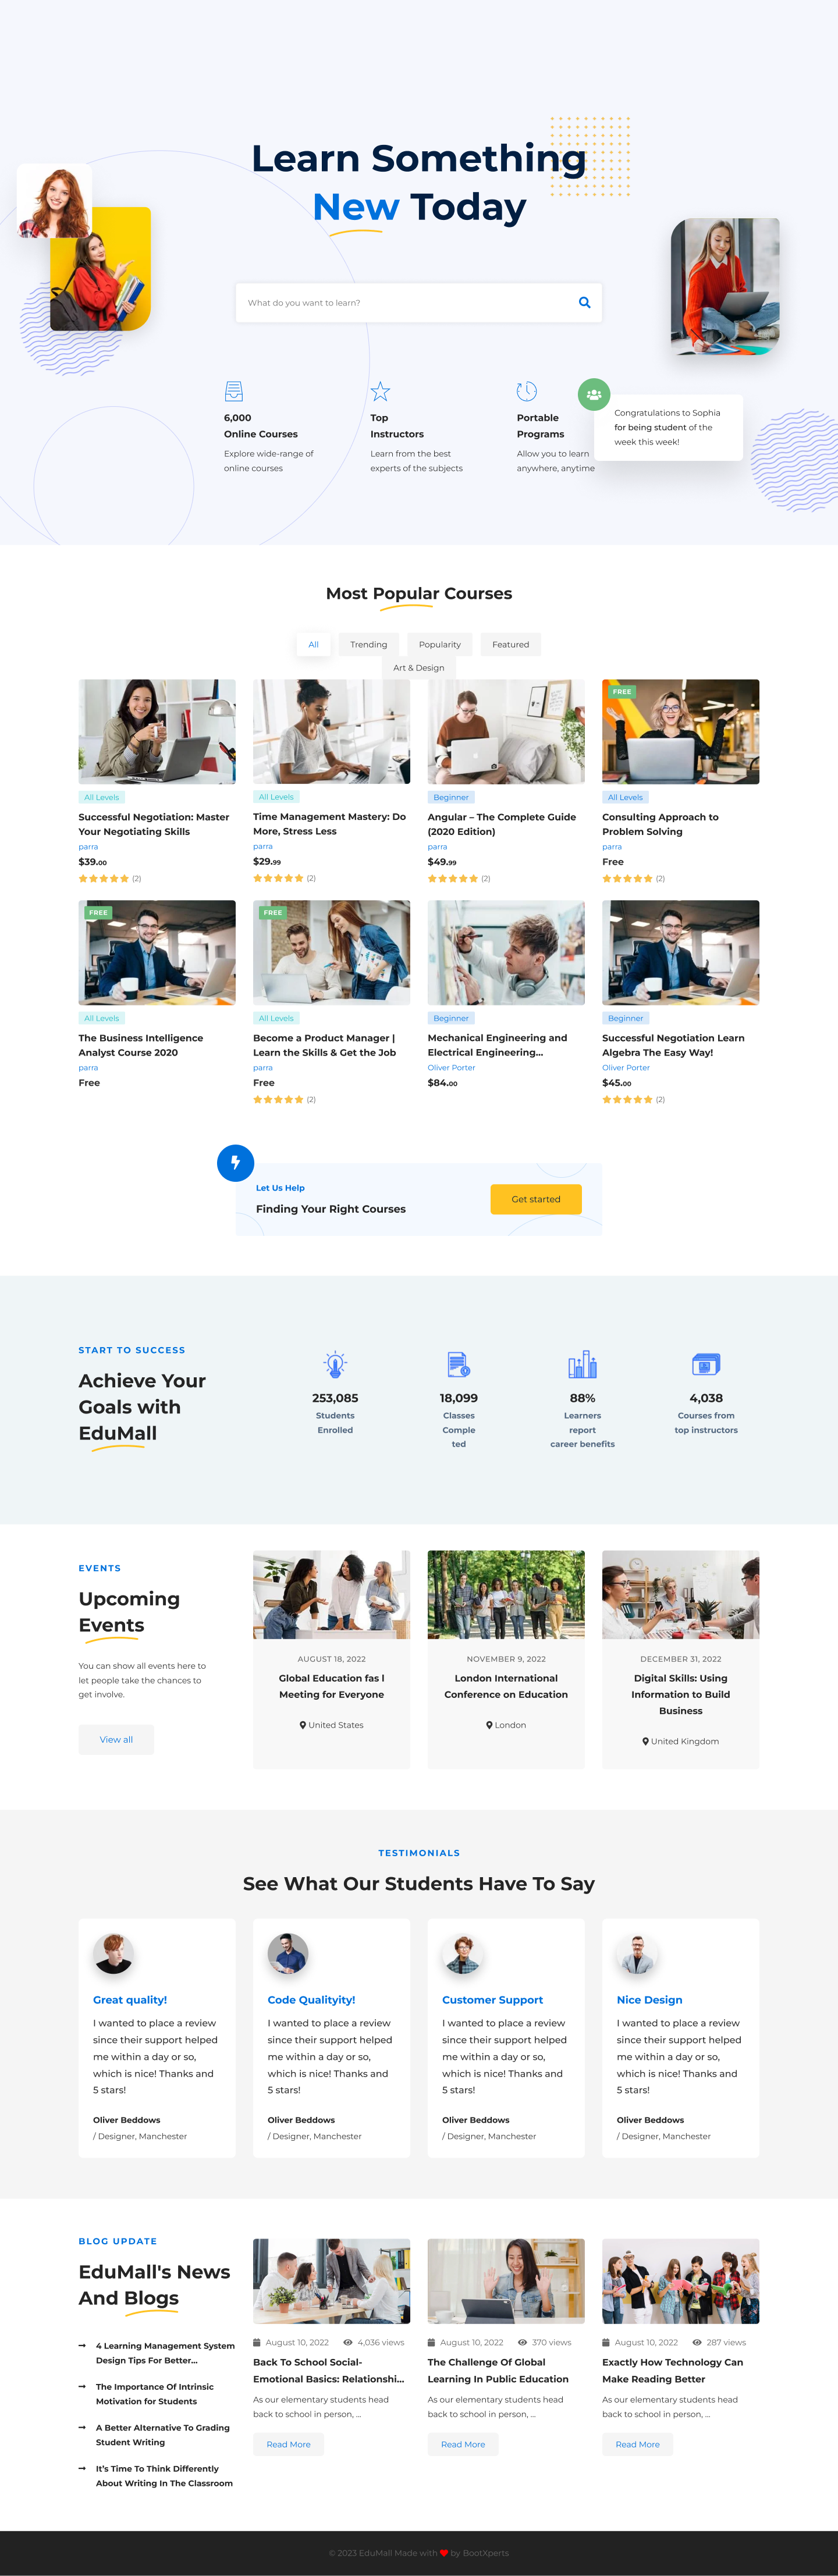 Learn Something
New Today
What do you want to learn?
6,000
Online Courses
Explore wide-range of
online courses
Top
Instructors
Learn from the best
experts of the subjects
Portable
Programs
Allow you to learn
anywhere, anytime
Congratulations to Sophia
for being student of the
week this week!
Most Popular Courses
All
Trending
Popularity
Featured
Art & Design
All Levels
Successful Negotiation: Master
Your Negotiating Skills
parra
$39.00
(2)
All Levels
Time Management Mastery: Do
More, Stress Less
parra
$29.99
(2)
Beginner
Angular – The Complete Guide
(2020 Edition)
parra
$49.99
(2)
FREE
All Levels
Consulting Approach to
Problem Solving
parra
Free
(2)
FREE
All Levels
The Business Intelligence
Analyst Course 2020
parra
Free
FREE
All Levels
Become a Product Manager |
Learn the Skills & Get the Job
parra
Free
(2)
Beginner
Mechanical Engineering and
Electrical Engineering...
Oliver Porter
$84.00
Beginner
Successful Negotiation Learn
Algebra The Easy Way!
Oliver Porter
$45.00
(2)
Let Us Help
Finding Your Right Courses
Get started
START TO SUCCESS
Achieve Your
Goals with
EduMall
253,085
Students
Enrolled
18,099
Classes
Comple
ted
88%
Learners
report
career benefits
4,038
Courses from
top instructors
EVENTS
Upcoming
Events
You can show all events here to
let people take the chances to
get involve.
View all
AUGUST 18, 2022
Global Education fas l
Meeting for Everyone
United States
NOVEMBER 9, 2022
London International
Conference on Education
London
DECEMBER 31, 2022
Digital Skills: Using
Information to Build
Business
United Kingdom
TESTIMONIALS
See What Our Students Have To Say
Great quality!
I wanted to place a review
since their support helped
me within a day or so,
which is nice! Thanks and
5 stars!
Oliver Beddows
/ Designer, Manchester
Code Qualityity!
I wanted to place a review
since their support helped
me within a day or so,
which is nice! Thanks and
5 stars!
Oliver Beddows
/ Designer, Manchester
Customer Support
I wanted to place a review
since their support helped
me within a day or so,
which is nice! Thanks and
5 stars!
Oliver Beddows
/ Designer, Manchester
Nice Design
I wanted to place a review
since their support helped
me within a day or so,
which is nice! Thanks and
5 stars!
Oliver Beddows
/ Designer, Manchester
BLOG UPDATE
EduMall's News
And Blogs
4 Learning Management System
Design Tips For Better...
The Importance Of Intrinsic
Motivation for Students
A Better Alternative To Grading
Student Writing
It's Time To Think Differently
About Writing In The Classroom
August 10, 2022
4,036 views
Back To School Social-
Emotional Basics: Relationshi...
As our elementary students head
back to school in person, ...
Read More
August 10, 2022
370 views
The Challenge Of Global
Learning In Public Education
As our elementary students head
back to school in person, ...
Read More
August 10, 2022
287 views
Exactly How Technology Can
Make Reading Better
As our elementary students head
back to school in person, ...
Read More
© 2023 EduMall Made with ❤ by BootXperts